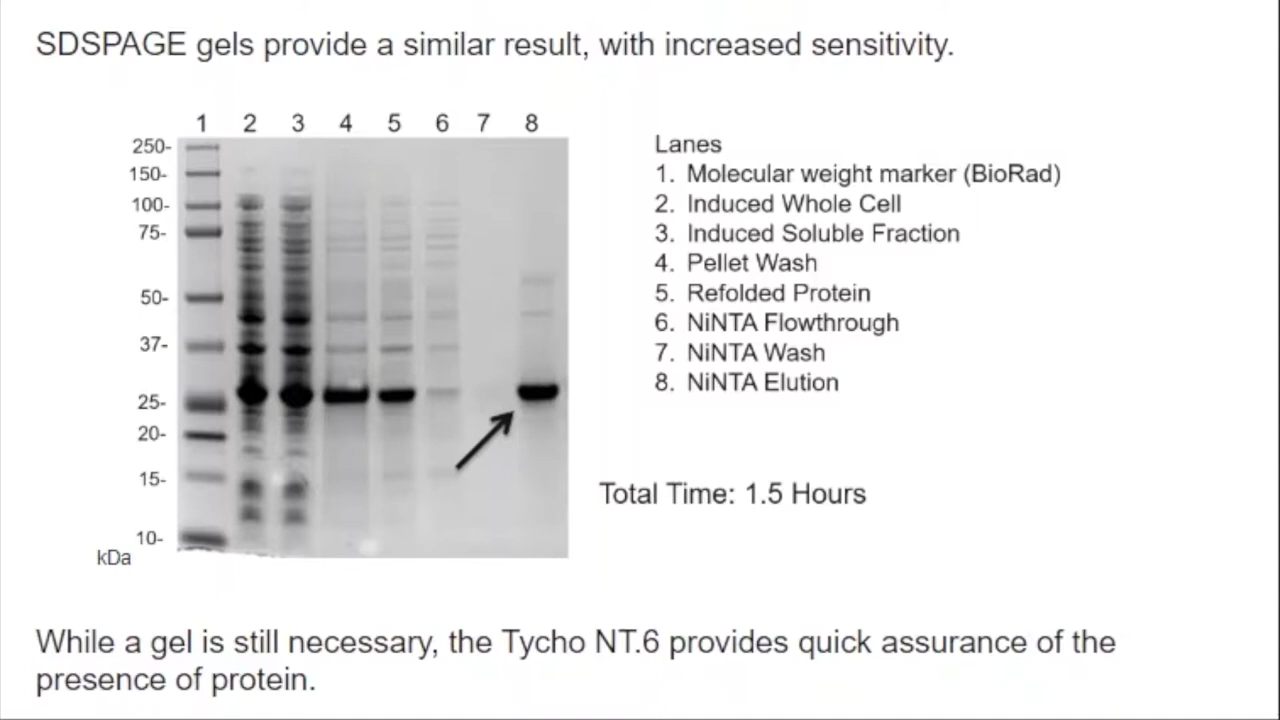 SDSPAGE gels provide a similar result, with increased sensitivity.
1 2 3 4 5 6 7 8
250-
150-
100-
75-
50-
37-
25-
20-
15-
10-
kDa
Lanes
1. Molecular weight marker (BioRad)
2. Induced Whole Cell
3. Induced Soluble Fraction
4. Pellet Wash
5. Refolded Protein
6. NiNTA Flowthrough
7. NiNTA Wash
8. NiNTA Elution
Total Time: 1.5 Hours
While a gel is still necessary, the Tycho NT.6 provides quick assurance of the
presence of protein.